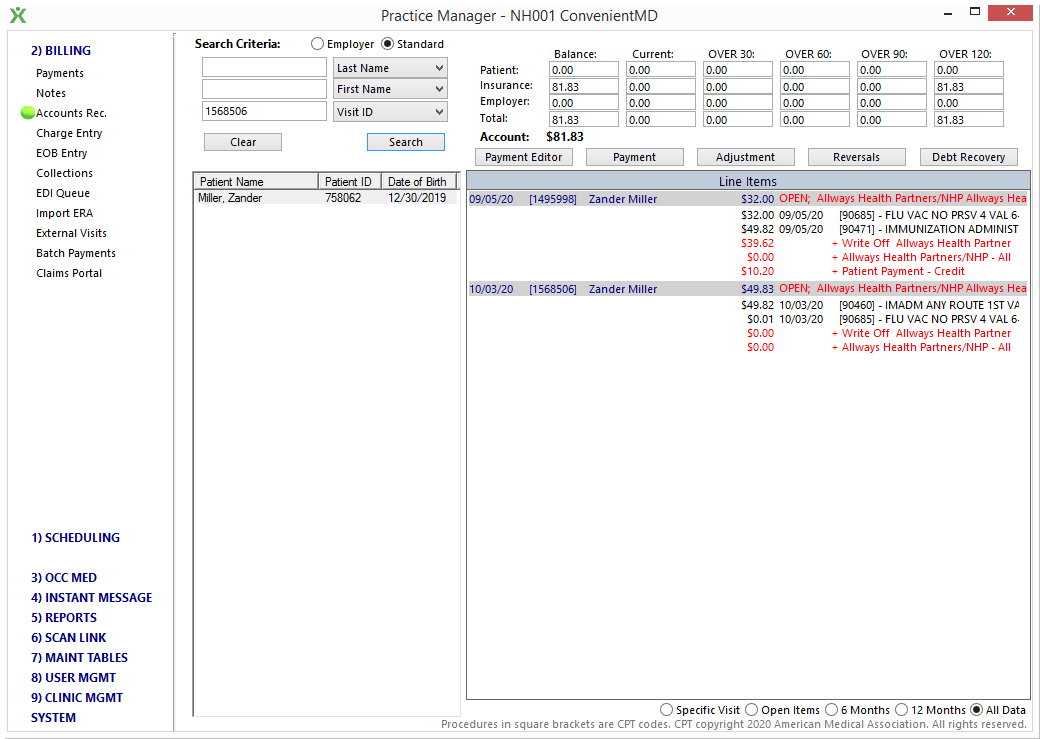 Practice Manager - NH001 ConvenientMD
2) BILLING
Payments
Notes
Accounts Rec.
Charge Entry
EOB Entry
Collections
EDI Queue
Import ERA
External Visits
Batch Payments
Claims Portal
1) SCHEDULING
3) OCC MED
4) INSTANT MESSAGE
5) REPORTS
6) SCAN LINK
7) MAINT TABLES
8) USER MGMT
9) CLINIC MGMT
SYSTEM
Search Criteria: Employer Standard
Last Name
First Name
1568506 Visit ID
Clear Search
Patient Name Patient ID Date of Birth
Miller, Zander 758062 12/30/2019
Balance: Current: OVER 30: OVER 60: OVER 90: OVER 120:
Patient: 0.00 0.00 0.00 0.00 0.00 0.00
Insurance: 81.83 0.00 0.00 0.00 0.00 81.83
Employer: 0.00 0.00 0.00 0.00 0.00 0.00
Total: 81.83 0.00 0.00 0.00 0.00 81.83
Account: $81.83
Payment Editor Payment Adjustment Reversals Debt Recovery
Line Items
09/05/20 [1495998] Zander Miller $32.00 OPEN; Allways Health Partners/NHP Allways Hea
$32.00 09/05/20 [90685] - FLU VAC NO PRSV 4 VAL 6-
$49.82 09/05/20 [90471] - IMMUNIZATION ADMINIST
$39.62 + Write Off Allways Health Partner
$0.00 + Allways Health Partners/NHP - All
$10.20 + Patient Payment - Credit
10/03/20 [1568506] Zander Miller $49.83 OPEN; Allways Health Partners/NHP Allways Hea
$49.82 10/03/20 [90460] - IMADM ANY ROUTE 1ST VA
$0.01 10/03/20 [90685] - FLU VAC NO PRSV 4 VAL 6-
$0.00 + Write Off Allways Health Partner
$0.00 + Allways Health Partners/NHP - All
Specific Visit Open Items 6 Months 12 Months All Data
Procedures in square brackets are CPT codes. CPT copyright 2020 American Medical Association. All rights reserved.